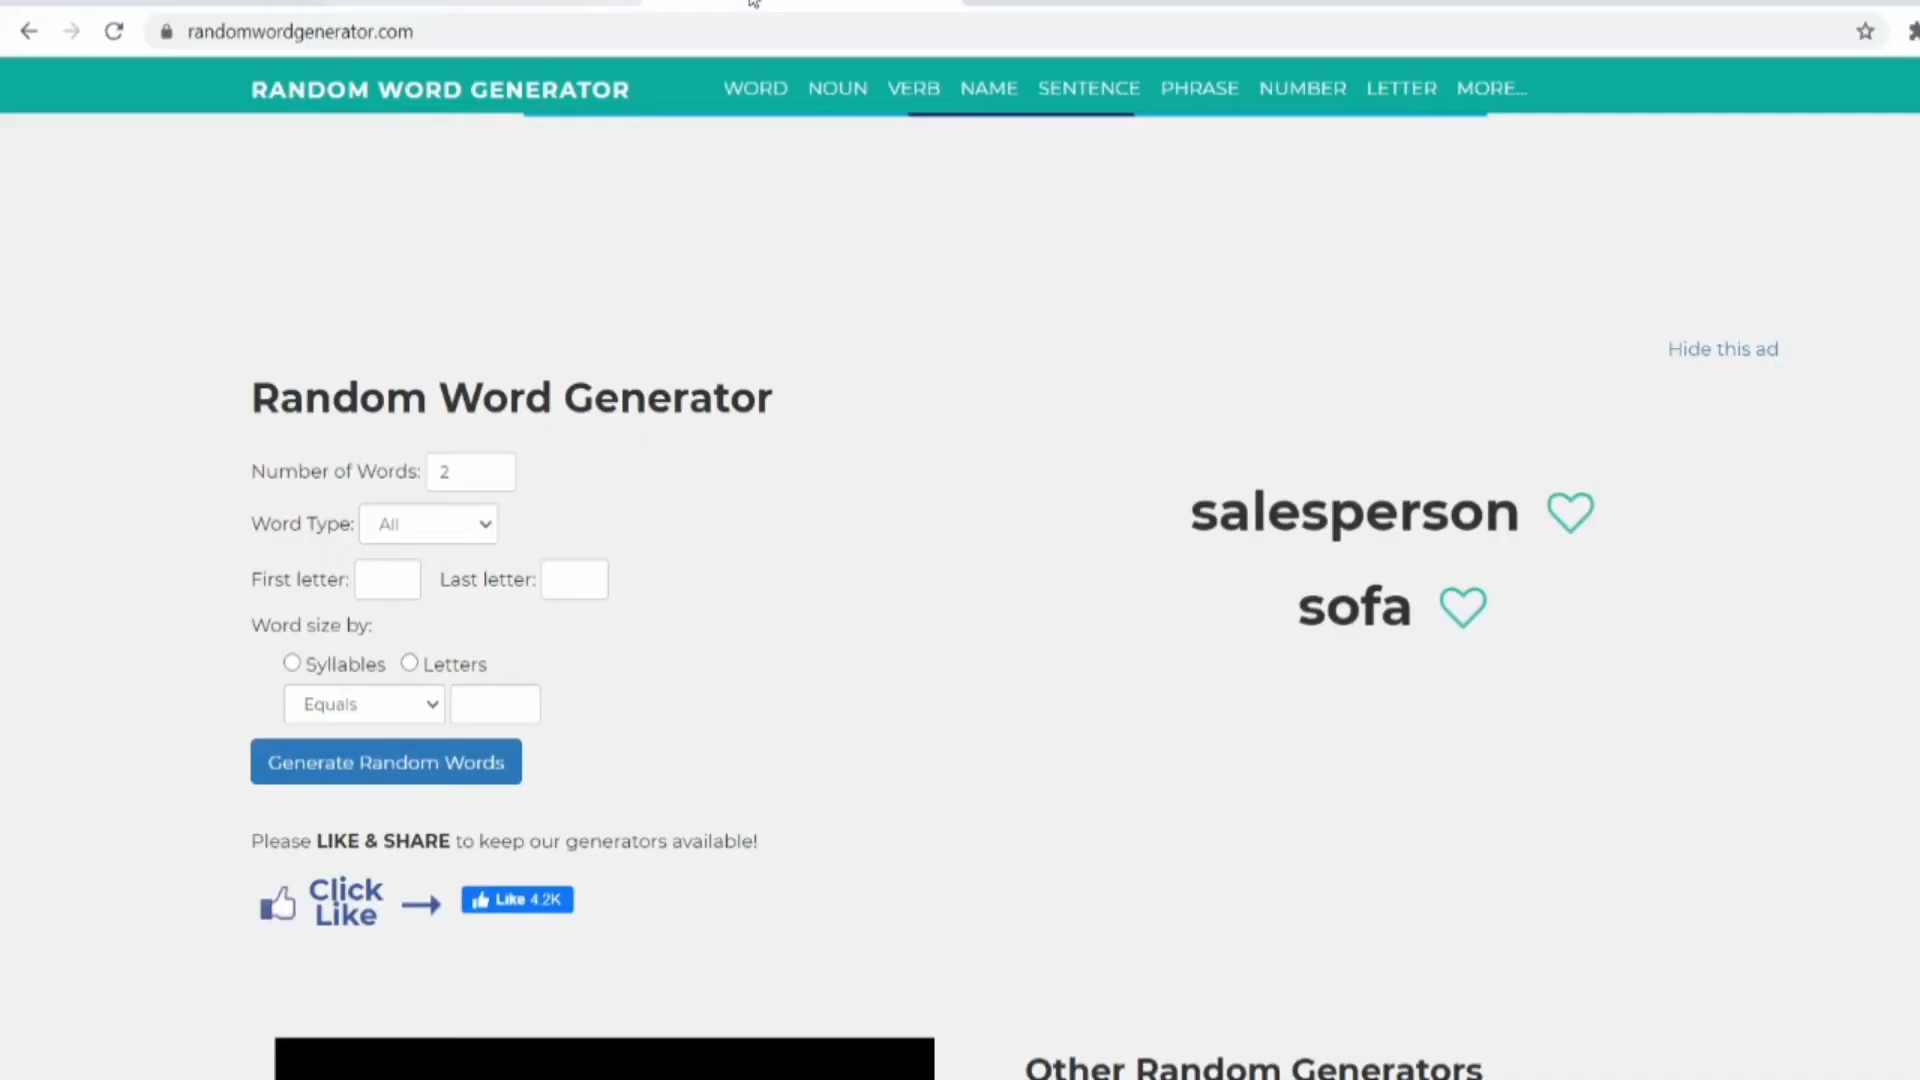 randomwordgenerator.com
RANDOM WORD GENERATOR WORD NOUN VERB NAME SENTENCE PHRASE NUMBER LETTER MORE...
Hide this ad
Random Word Generator
Number of Words: 2
Word Type: All
First letter: Last letter:
Word size by:
Syllables Letters
Equals
Generate Random Words
salesperson
sofa
Please LIKE & SHARE to keep our generators available!
Click
Like
Like 4.2K
Other Random Generators